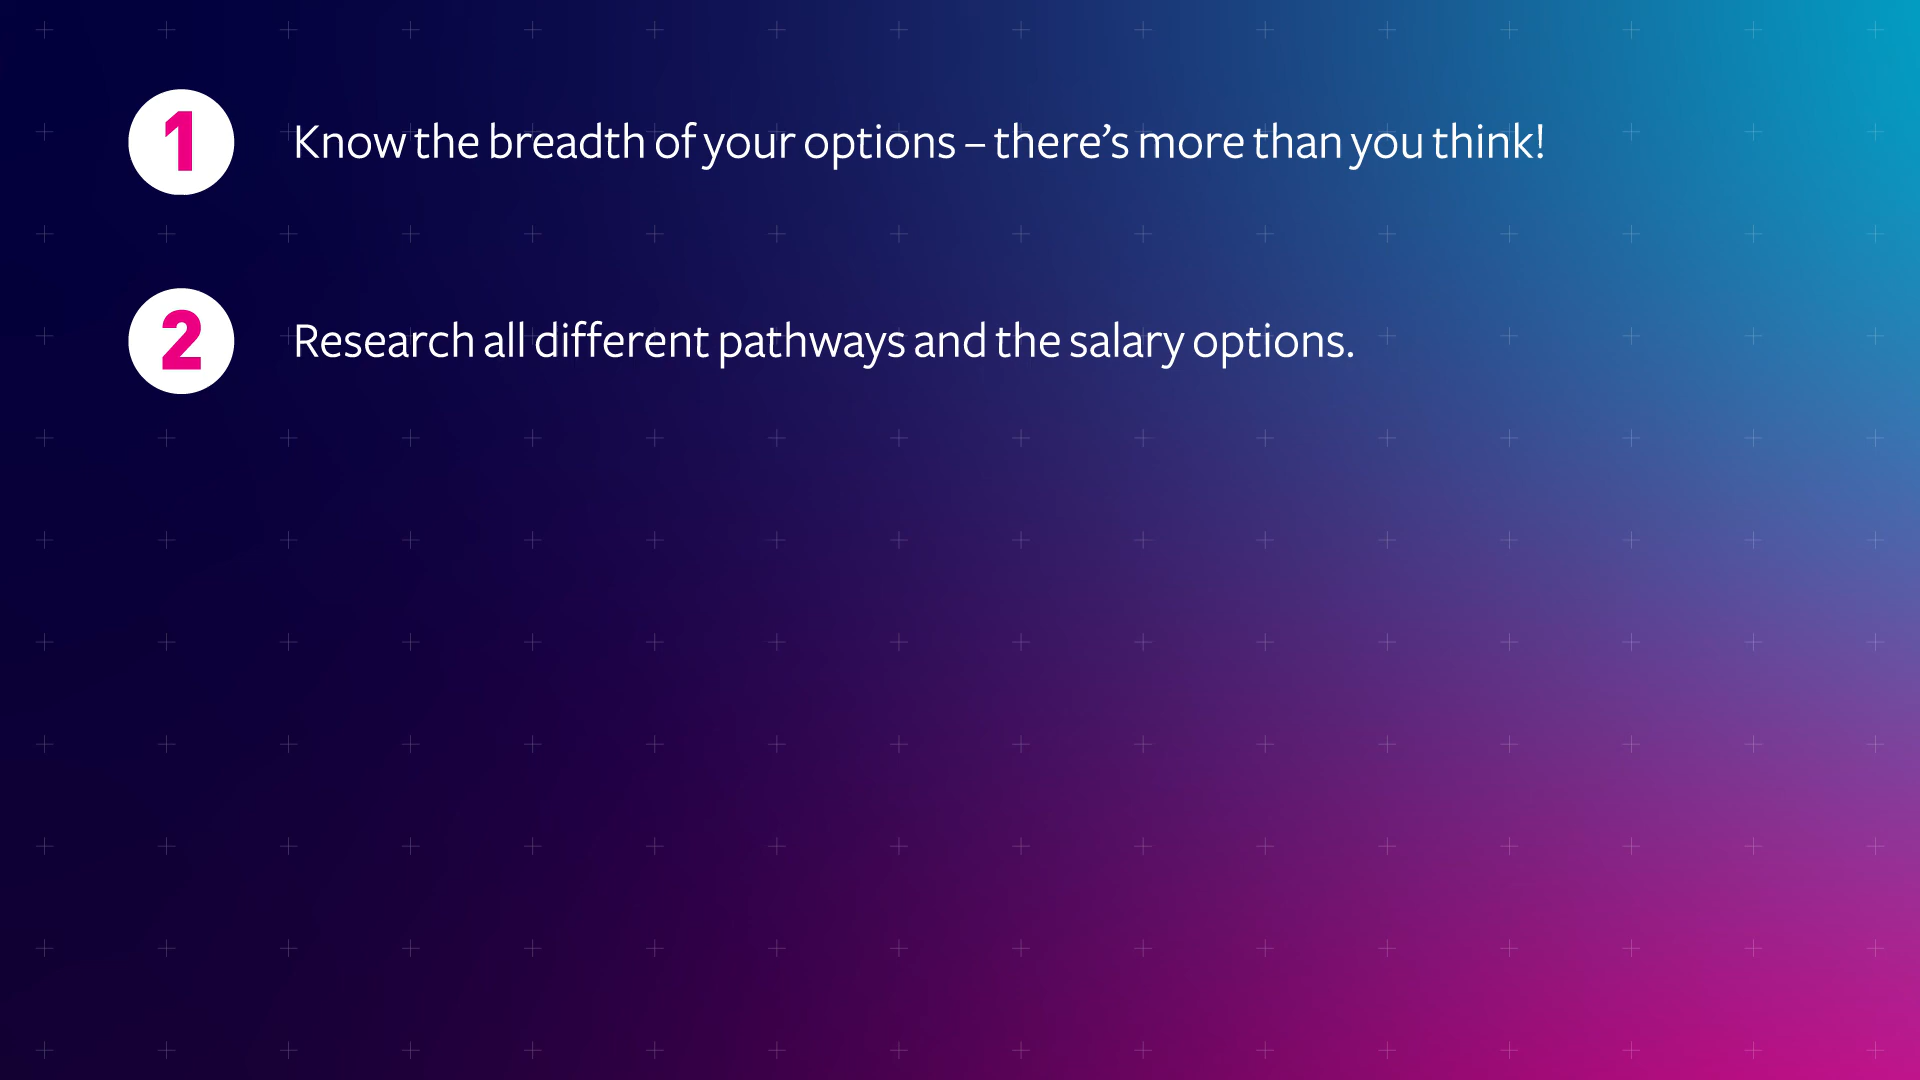 1 Know the breadth of your options – there’s more than you think!
2 Research all different pathways and the salary options.